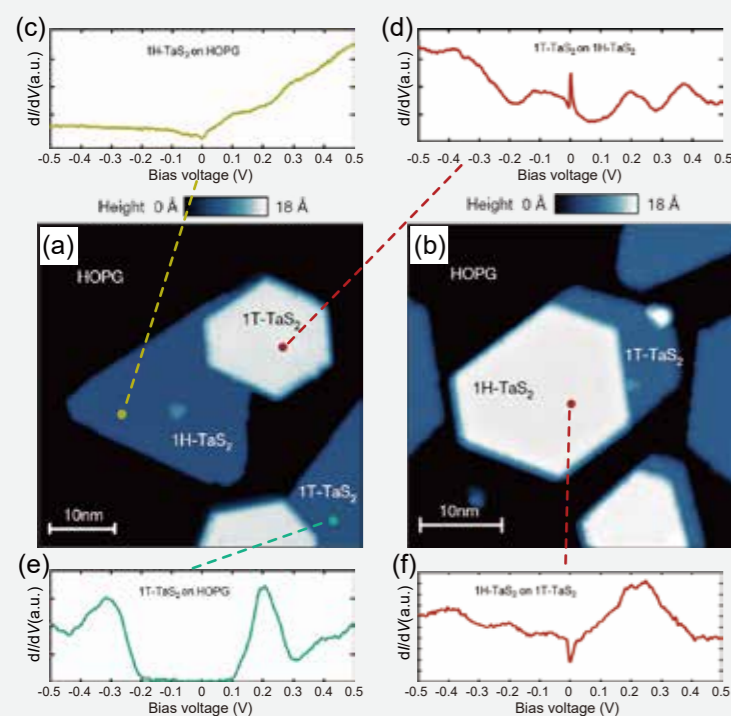 (c)
1H-TaS₂ on HOPG
dI/dV(a.u.)
-0.5 -0.4 -0.3 -0.2 -0.1 0 0.1 0.2 0.3 0.4 0.5
Bias voltage (V)
(d)
1T-TaS₂ on 1H-TaS₂
dI/dV(a.u.)
-0.5 -0.4 -0.3 -0.2 -0.1 0 0.1 0.2 0.3 0.4 0.5
Bias voltage (V)
Height 0 Å 18 Å
(a)
HOPG
1T-TaS₂
1H-TaS₂
1T-TaS₂
10nm
Height 0 Å 18 Å
(b)
HOPG
1T-TaS₂
1H-TaS₂
10nm
(e)
1T-TaS₂ on HOPG
dI/dV(a.u.)
-0.5 -0.4 -0.3 -0.2 -0.1 0 0.1 0.2 0.3 0.4 0.5
Bias voltage (V)
(f)
1H-TaS₂ on 1T-TaS₂
dI/dV(a.u.)
-0.5 -0.4 -0.3 -0.2 -0.1 0 0.1 0.2 0.3 0.4 0.5
Bias voltage (V)